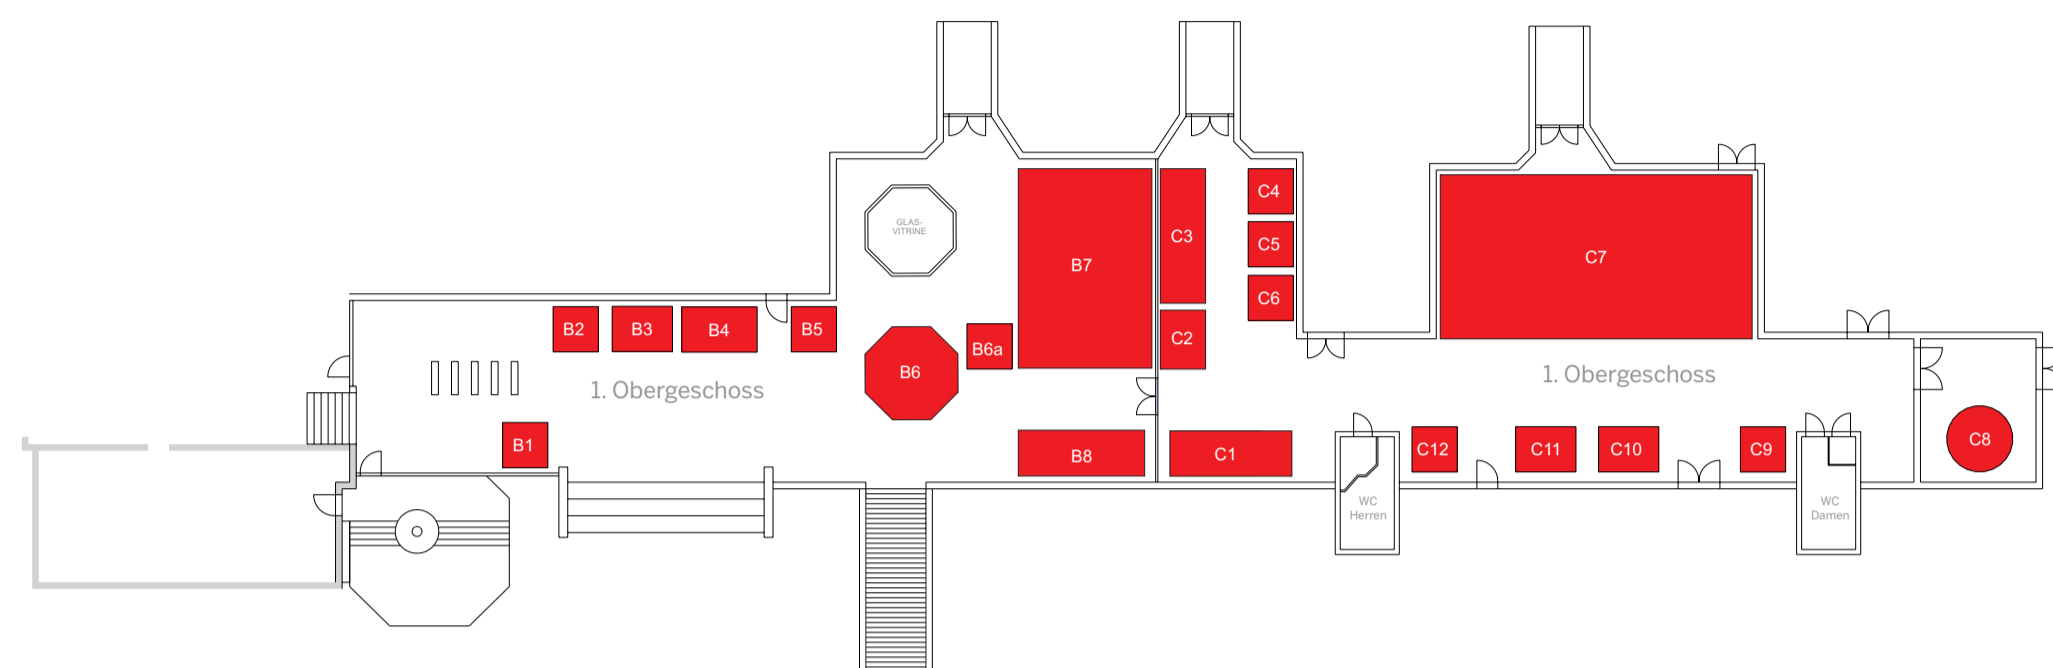 GLAS-
VITRINE
B1
B2
B3
B4
B5
B6
B6a
B7
B8
1. Obergeschoss
C1
C2
C3
C4
C5
C6
C7
C8
C9
C10
C11
C12
1. Obergeschoss
WC
Herren
WC
Damen